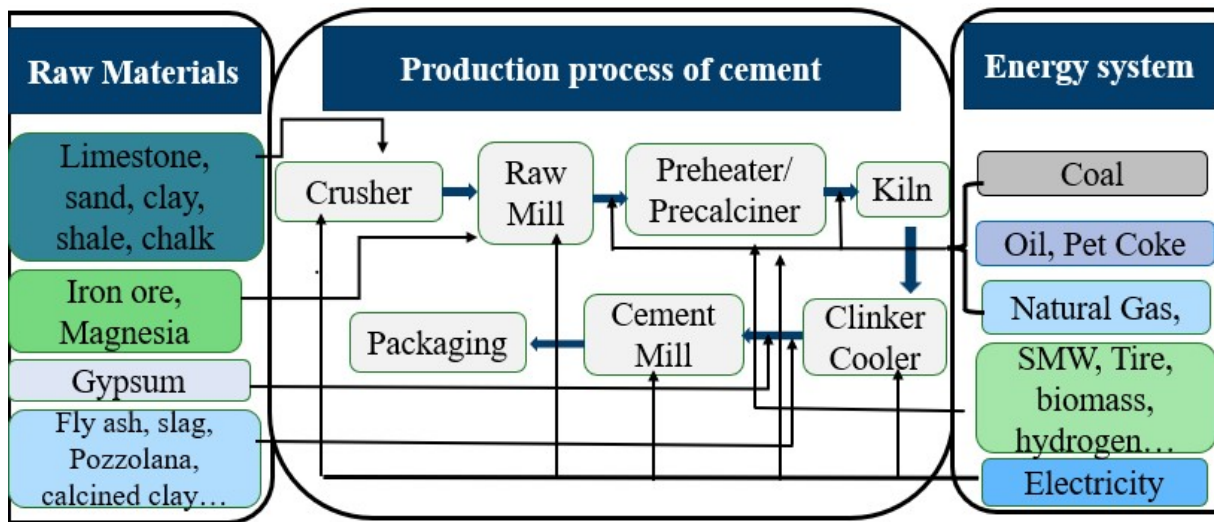 Raw Materials
Production process of cement
Energy system
Limestone,
sand, clay,
shale, chalk
Iron ore,
Magnesia
Gypsum
Fly ash, slag,
Pozzolana,
calcined clay…
Crusher
Raw
Mill
Preheater/
Precalciner
Kiln
Packaging
Cement
Mill
Clinker
Cooler
Coal
Oil, Pet Coke
Natural Gas,
SMW, Tire,
biomass,
hydrogen…
Electricity